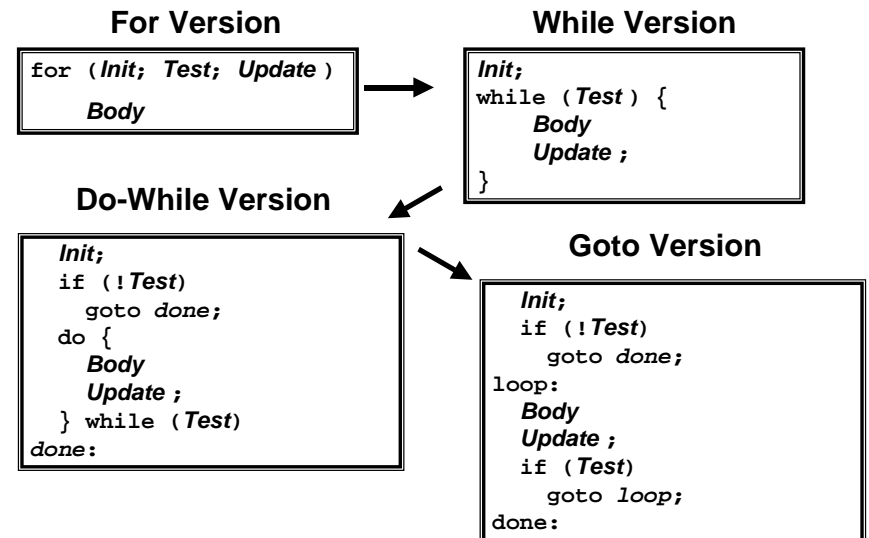 For Version
for (Init; Test; Update )
Body
While Version
Init;
while (Test ) {
Body
Update ;
}
Do-While Version
Init;
if (!Test)
goto done;
do {
Body
Update ;
} while (Test)
done:
Goto Version
Init;
if (!Test)
goto done;
loop:
Body
Update ;
if (Test)
goto loop;
done: